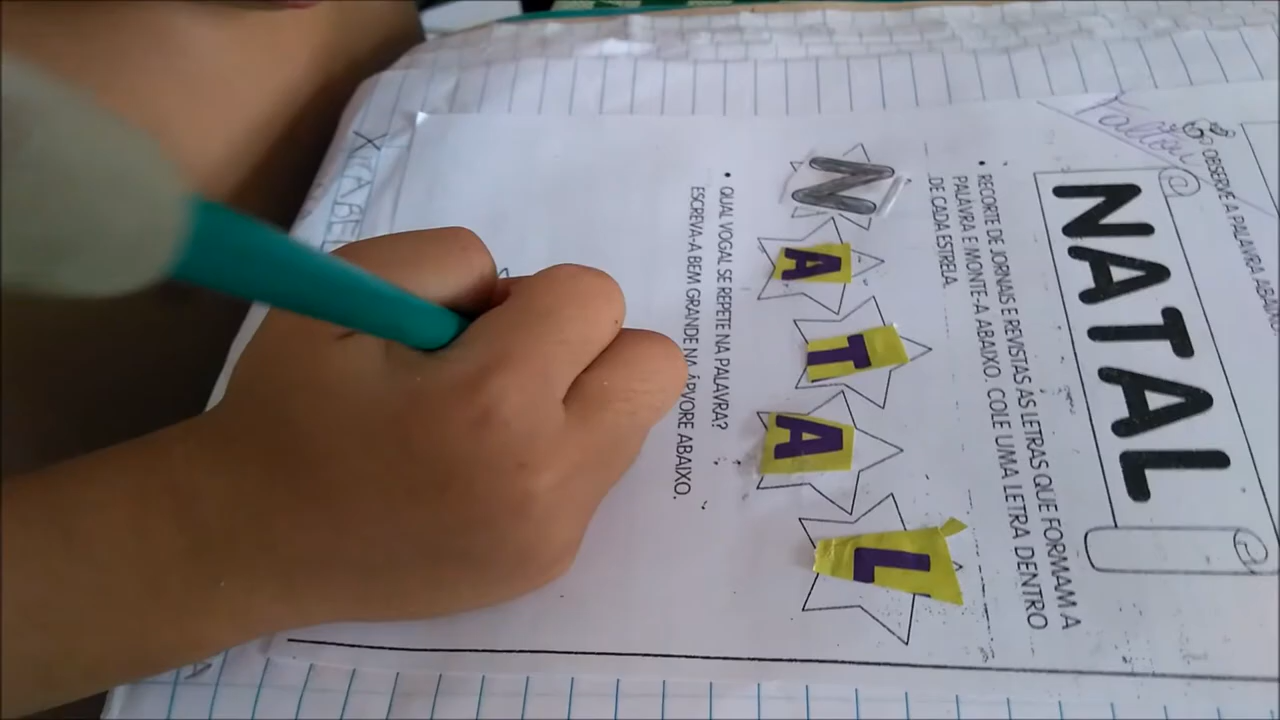 OBSERVE A PALAVRA ABAIXO
NATAL
• RECORTE DE JORNAIS E REVISTAS AS LETRAS QUE FORMAM A
PALAVRA E MONTE-A ABAIXO. COLE UMA LETRA DENTRO
DE CADA ESTRELA.
N A T A L
• QUAL VOGAL SE REPETE NA PALAVRA?
ESCREVA-A BEM GRANDE NA ÁRVORE ABAIXO.